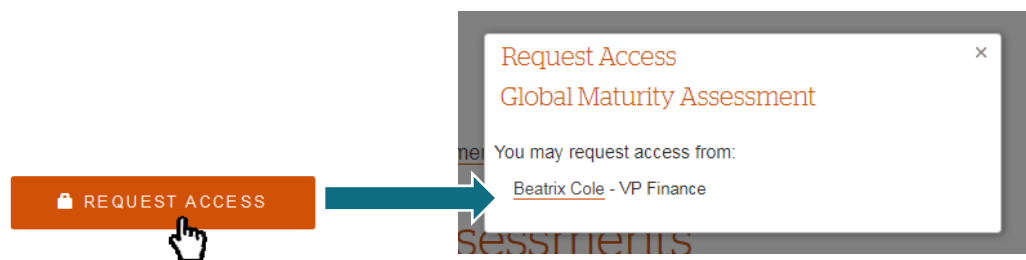 REQUEST ACCESS
Request Access
×
Global Maturity Assessment
You may request access from:
Beatrix Cole - VP Finance